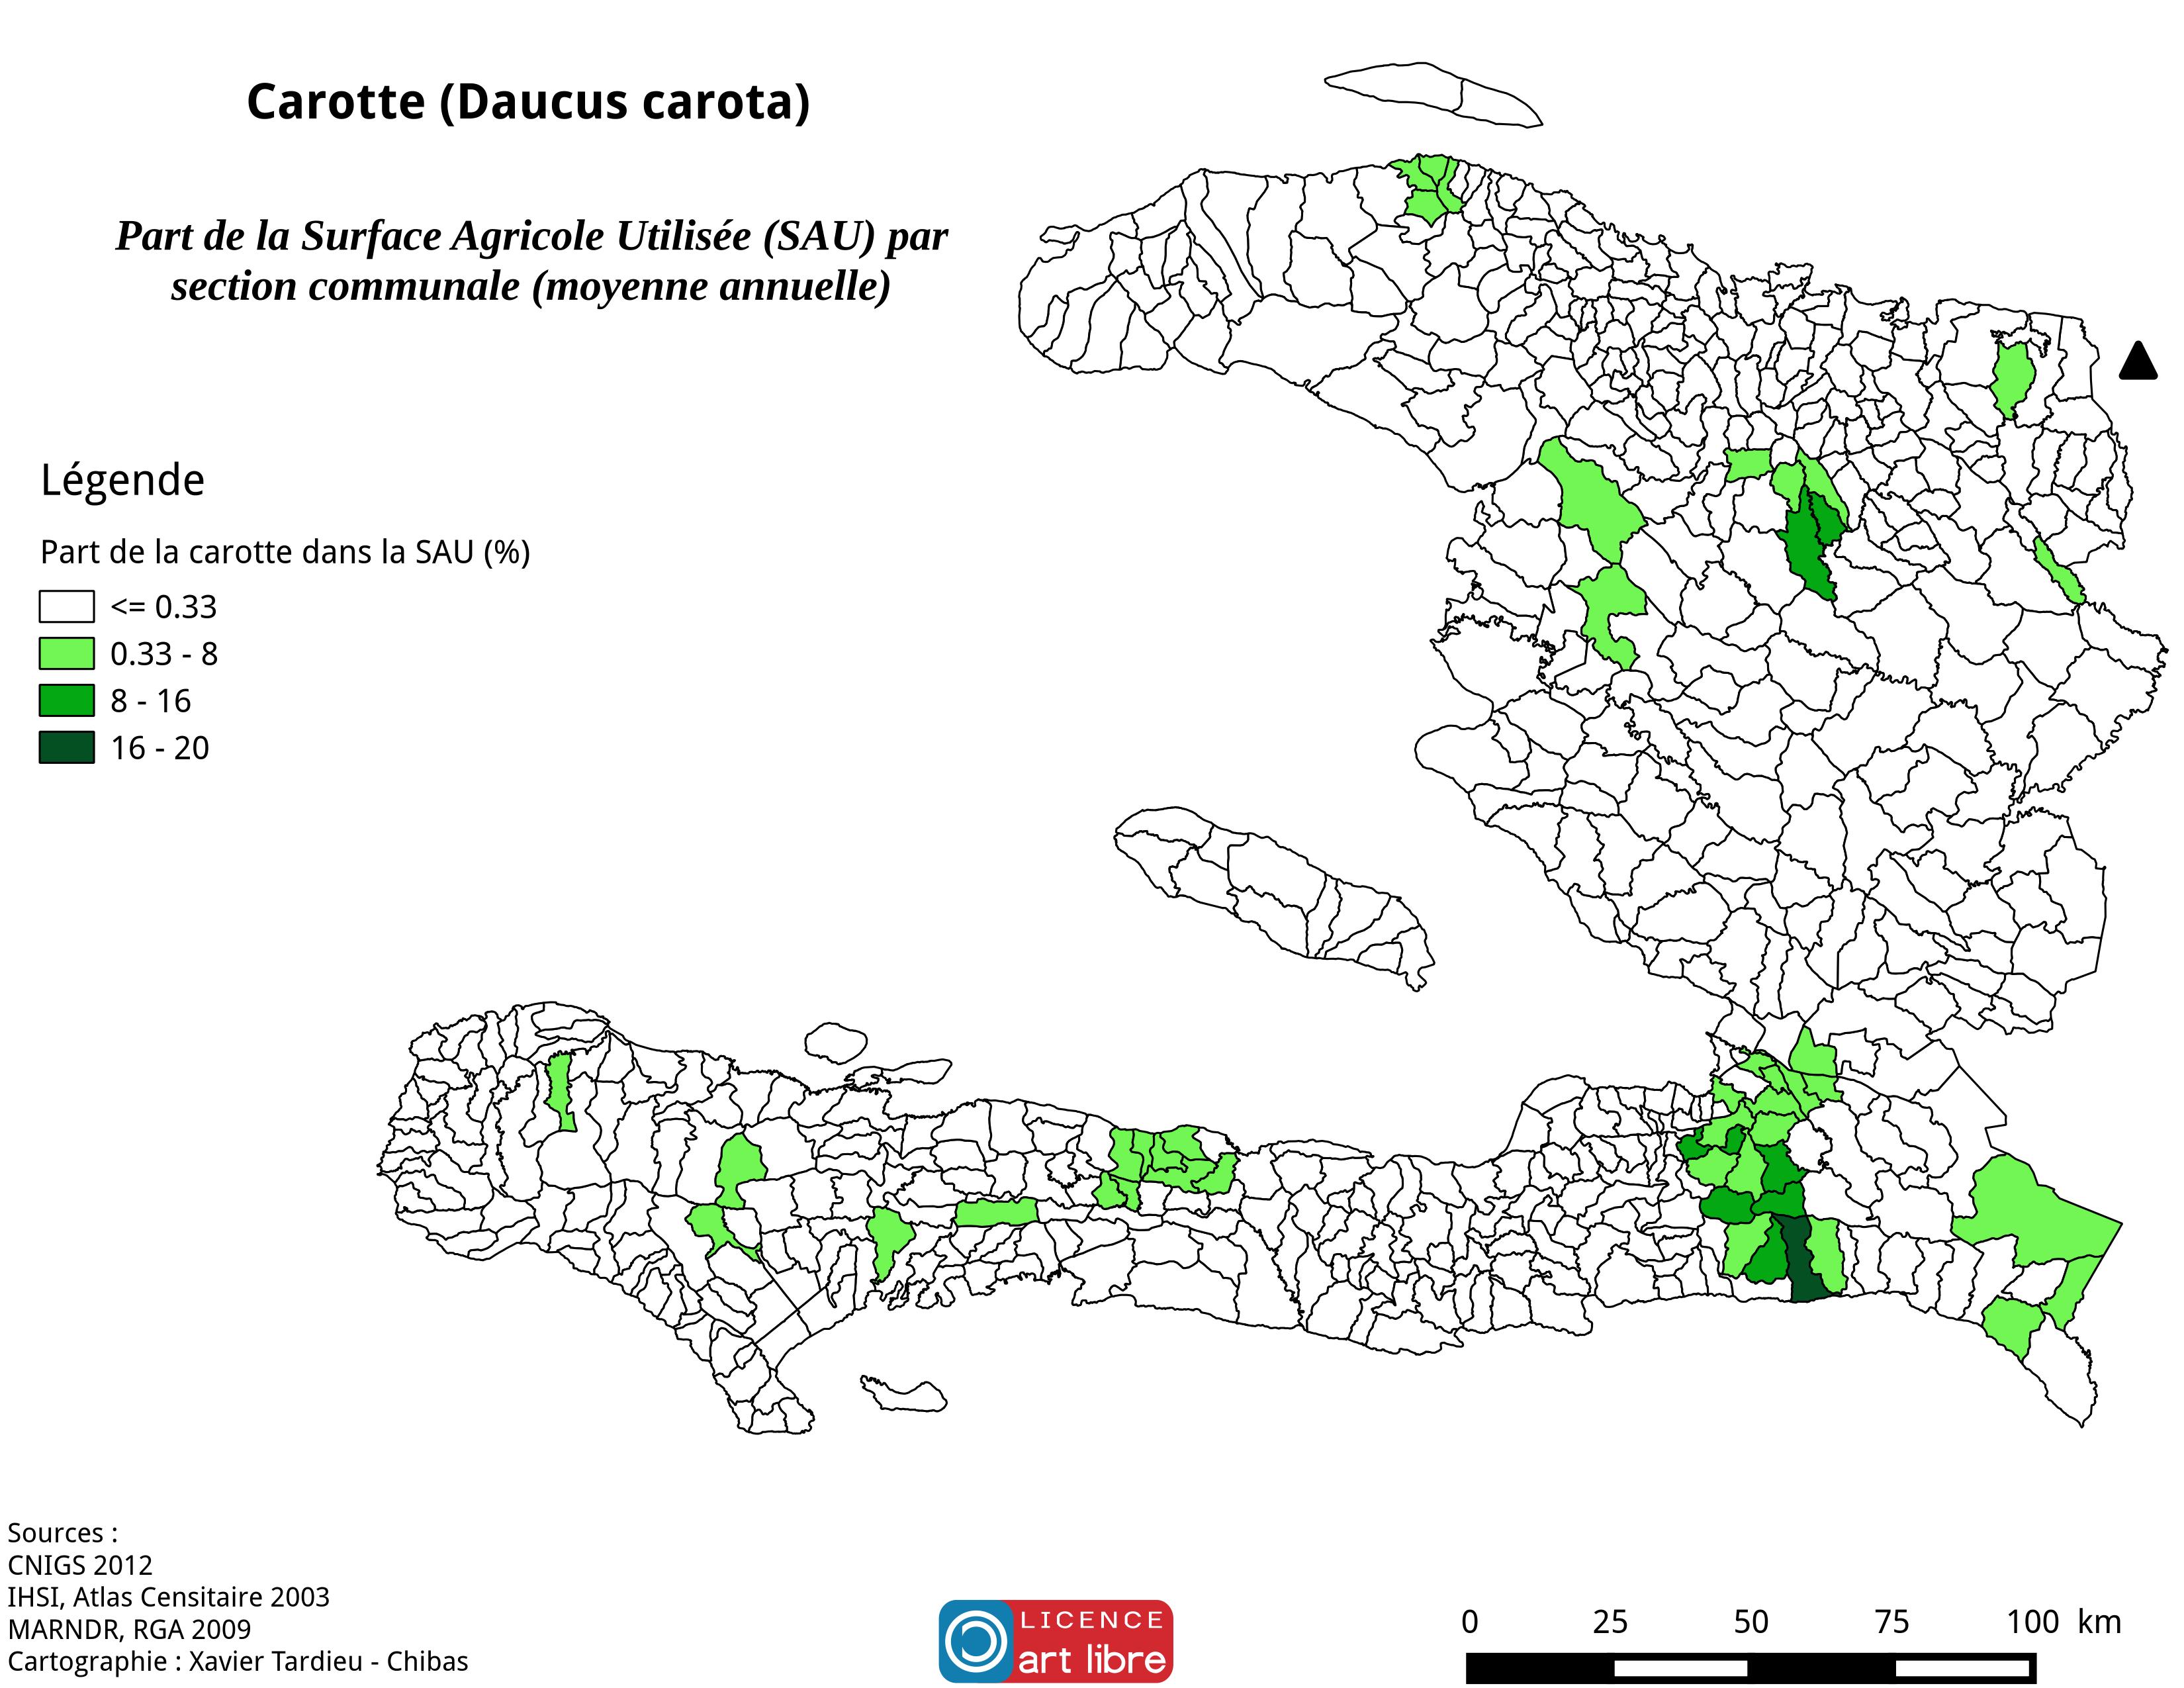 Carotte (Daucus carota)
Part de la Surface Agricole Utilisée (SAU) par
section communale (moyenne annuelle)
Légende
Part de la carotte dans la SAU (%)
<= 0.33
0.33 - 8
8 - 16
16 - 20
Sources :
CNIGS 2012
IHSI, Atlas Censitaire 2003
MARNDR, RGA 2009
Cartographie : Xavier Tardieu - Chibas
LICENCE
art libre
0 25 50 75 100 km